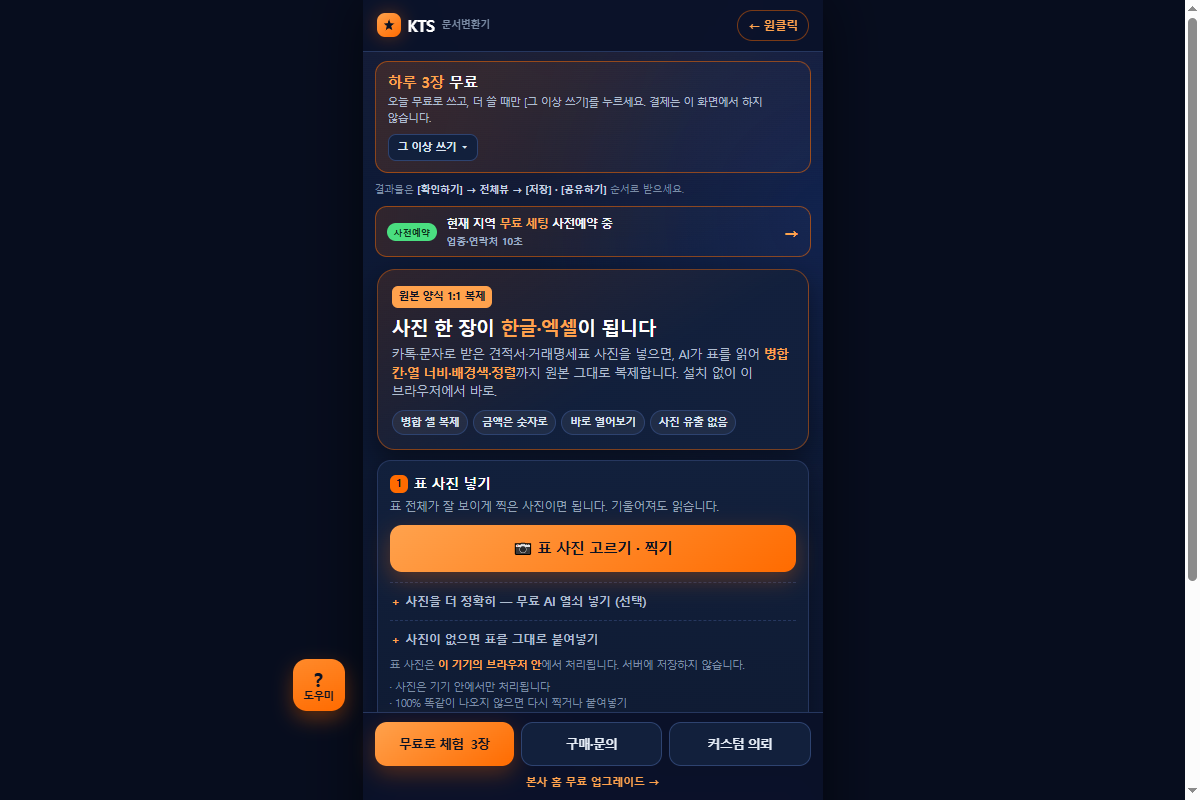 KTS 문서변환기
← 원클릭
하루 3장 무료
오늘 무료로 쓰고, 더 쓸 때만 [그 이상 쓰기]를 누르세요. 결제는 이 화면에서 하지
않습니다.
그 이상 쓰기
결과물은 [확인하기] → 전체뷰 → [저장] · [공유하기] 순서로 받으세요.
사전예약
현재 지역 무료 세팅 사전예약 중
업종·연락처 10초
→
원본 양식 1:1 복제
사진 한 장이 한글·엑셀이 됩니다
카톡·문자로 받은 견적서·거래명세표 사진을 넣으면, AI가 표를 읽어 병합
칸·열 너비·배경색·정렬까지 원본 그대로 복제합니다. 설치 없이 이
브라우저에서 바로.
병합 셀 복제
금액은 숫자로
바로 열어보기
사진 유출 없음
1 표 사진 넣기
표 전체가 잘 보이게 찍은 사진이면 됩니다. 기울어져도 읽습니다.
📷 표 사진 고르기 · 찍기
+ 사진을 더 정확히 — 무료 AI 열쇠 넣기 (선택)
+ 사진이 없으면 표를 그대로 붙여넣기
표 사진은 이 기기의 브라우저 안에서 처리됩니다. 서버에 저장하지 않습니다.
· 사진은 기기 안에서만 처리됩니다
· 100% 똑같이 나오지 않으면 다시 찍거나 붙여넣기
?
도우미
무료로 체험 3장
구매·문의
커스텀 의뢰
본사 홈 무료 업그레이드 →